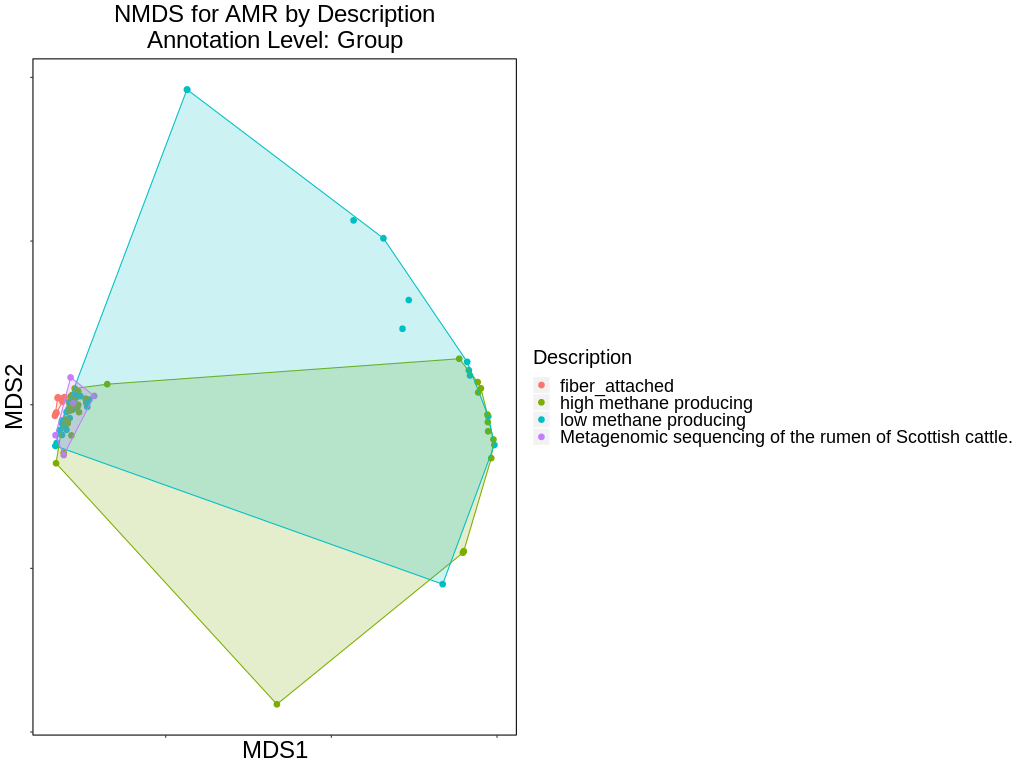 NMDS for AMR by Description
Annotation Level: Group
MDS2
MDS1
Description
fiber_attached
high methane producing
low methane producing
Metagenomic sequencing of the rumen of Scottish cattle.